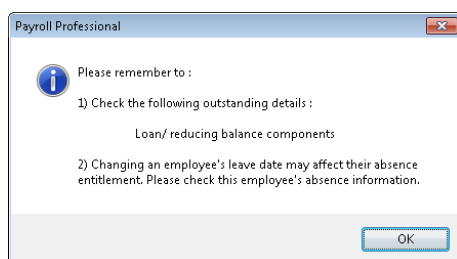 Payroll Professional
Please remember to :
1) Check the following outstanding details :
Loan/ reducing balance components
2) Changing an employee's leave date may affect their absence
entitlement. Please check this employee's absence information.
OK